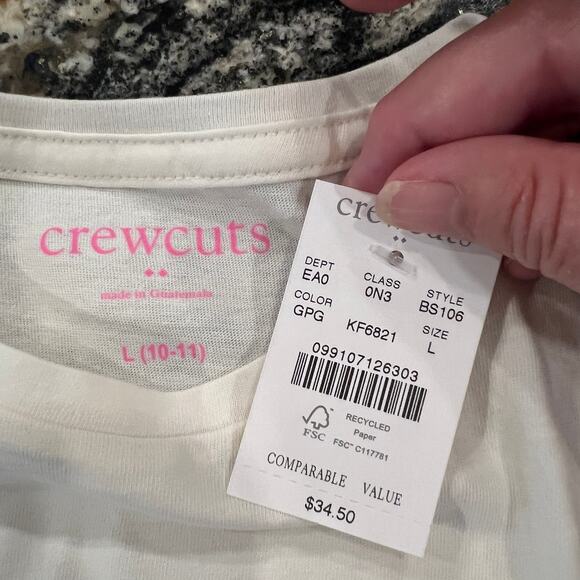 crewcuts
made in Guatemala
L (10-11)
crewcuts
DEPT CLASS STYLE
EA0 0N3 BS106
COLOR SIZE
GPG KF6821 L
099107126303
FSC
RECYCLED
Paper
FSC™ C117781
COMPARABLE VALUE
$34.50